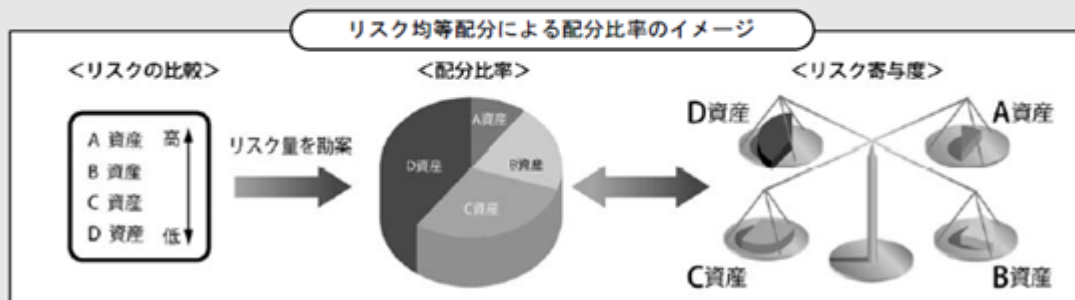 リスク均等配分による配分比率のイメージ
<リスクの比較>
A 資産 高
B 資産
C 資産
D 資産 低
リスク量を勘案
<配分比率>
A資産
B資産
C資産
D資産
<リスク寄与度>
D資産
A資産
C資産
B資産